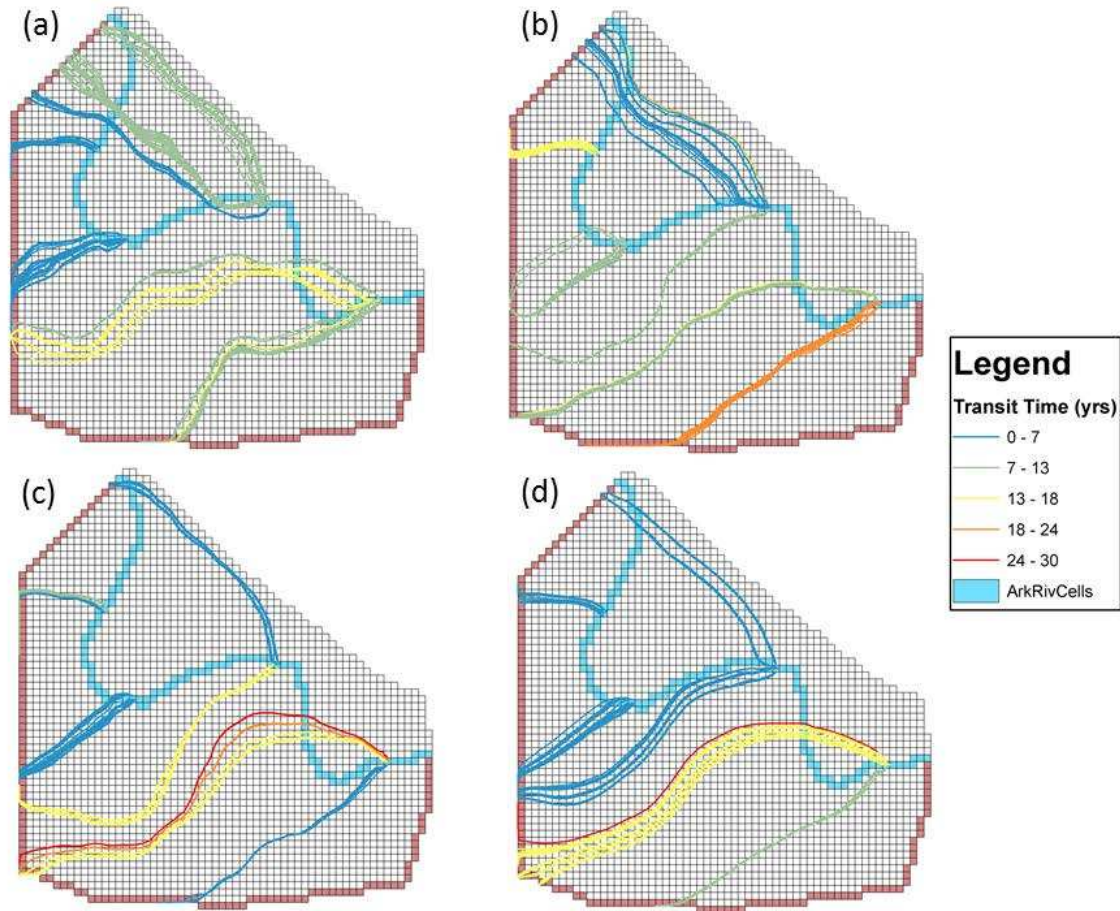 (a)
(b)
(c)
(d)
Legend
Transit Time (yrs)
0 - 7
7 - 13
13 - 18
18 - 24
24 - 30
ArkRivCells